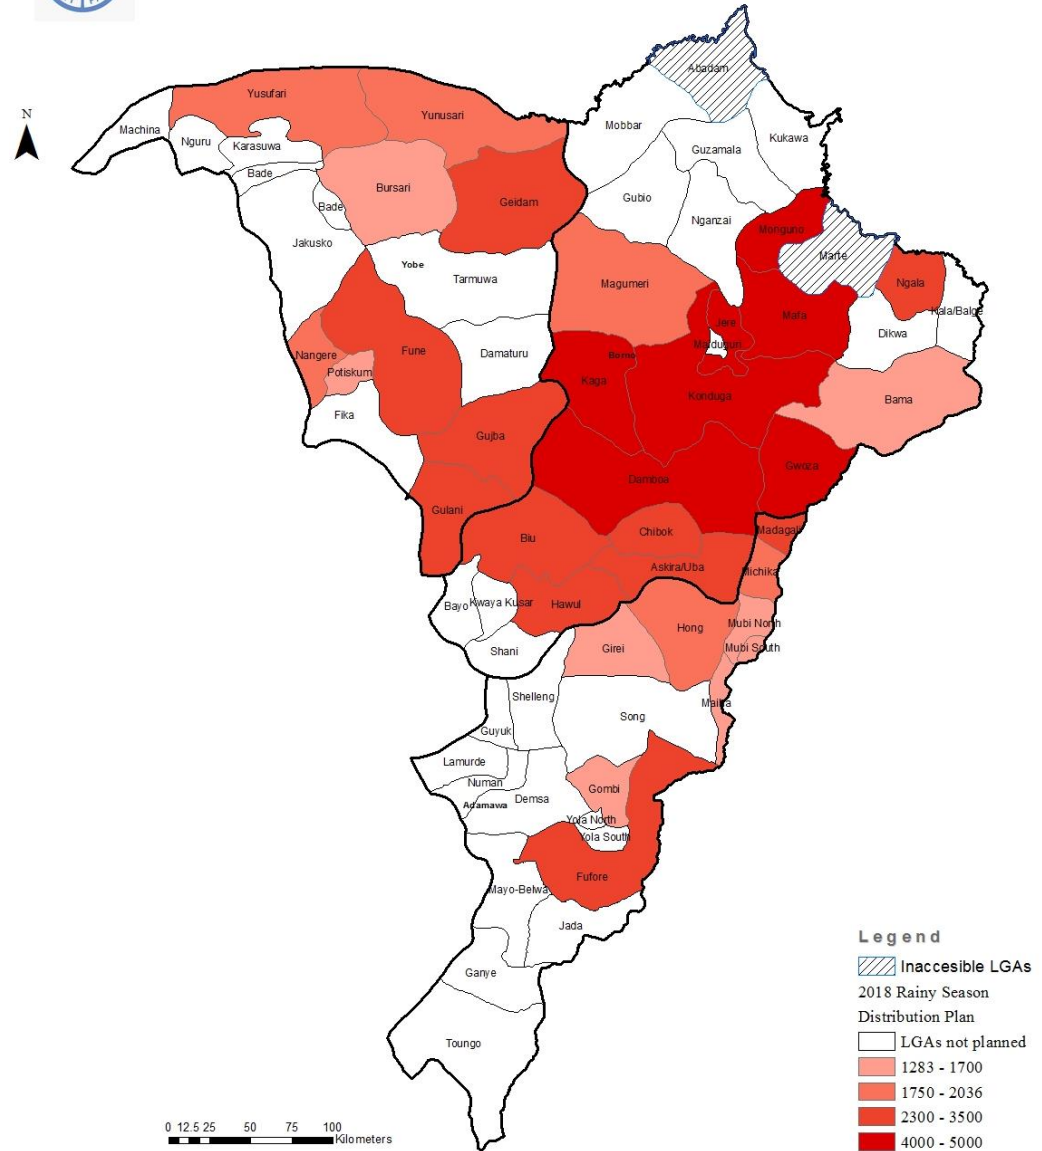 Abadam
Yusufari
Yunusari
N
Machina
Nguru
Karasuwa
Mobbar
Kukawa
Guzamala
Bade
Bursari
Geidam
Gubio
Bade
Nganzai
Monguno
Jakusko
Yobe
Tarmuwa
Marte
Magumeri
Ngala
Kala/Balge
Mafa
Jere
Dikwa
Maiduguri
Nangere
Fune
Damaturu
Borno
Potiskum
Kaga
Konduga
Bama
Fika
Gujba
Gwoza
Damboa
Gulani
Biu
Chibok
Madagali
Askira/Uba
Michika
Bayo
Kwaya Kusar
Hawul
Hong
Mubi North
Shani
Girei
Mubi South
Shelleng
Maiha
Song
Guyuk
Lamurde
Numan
Gombi
Demsa
Adamawa
Yola North
Yola South
Fufore
Mayo-Belwa
Jada
Ganye
Toungo
Legend
Inaccesible LGAs
2018 Rainy Season
Distribution Plan
LGAs not planned
1283 - 1700
1750 - 2036
2300 - 3500
4000 - 5000
0 12.5 25 50 75 100
Kilometers